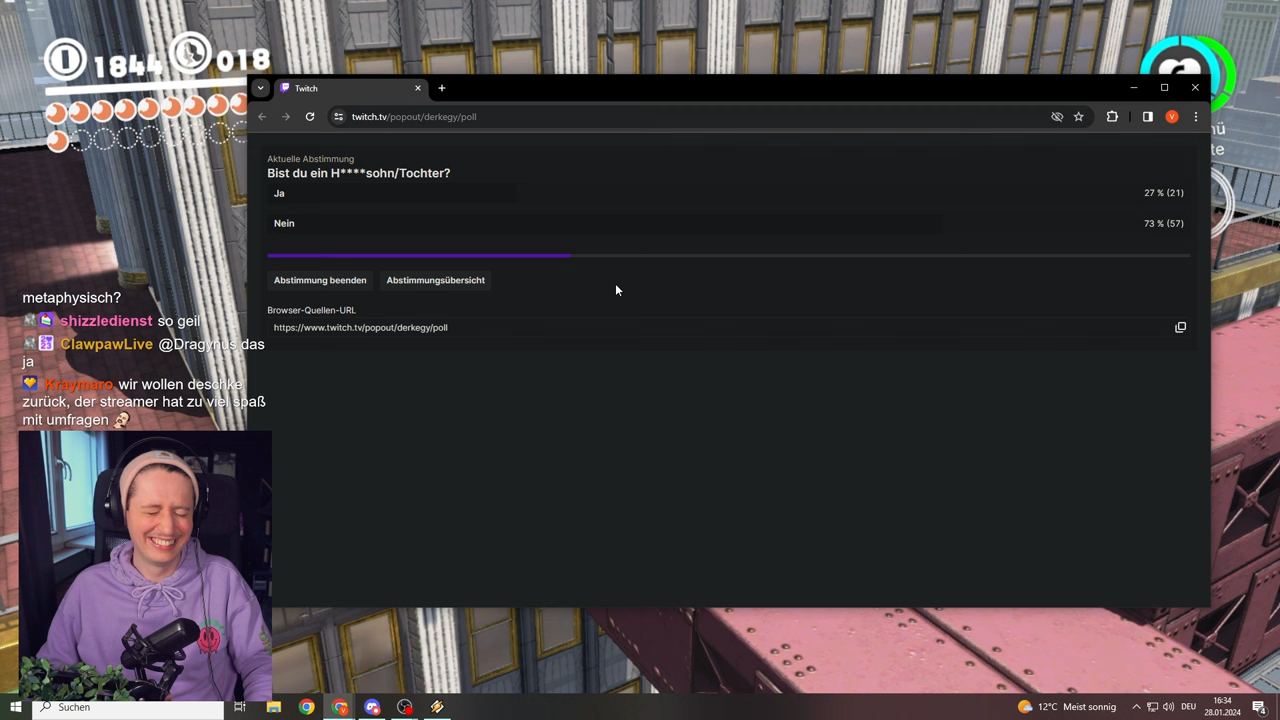 1844 018
Twitch
twitch.tv/popout/derkegy/poll
Aktuelle Abstimmung
Bist du ein H****sohn/Tochter?
Ja 27 % (21)
Nein 73 % (57)
Abstimmung beenden Abstimmungsübersicht
Browser-Quellen-URL
https://www.twitch.tv/popout/derkegy/poll
metaphysisch?
shizzledienst so geil
ClawpawLive @Dragynus das
ja
Kraymaro wir wollen deschke
zurück, der streamer hat zu viel spaß
mit umfragen
Suchen
12°C Meist sonnig
DEU
16:34
28.01.2024
4